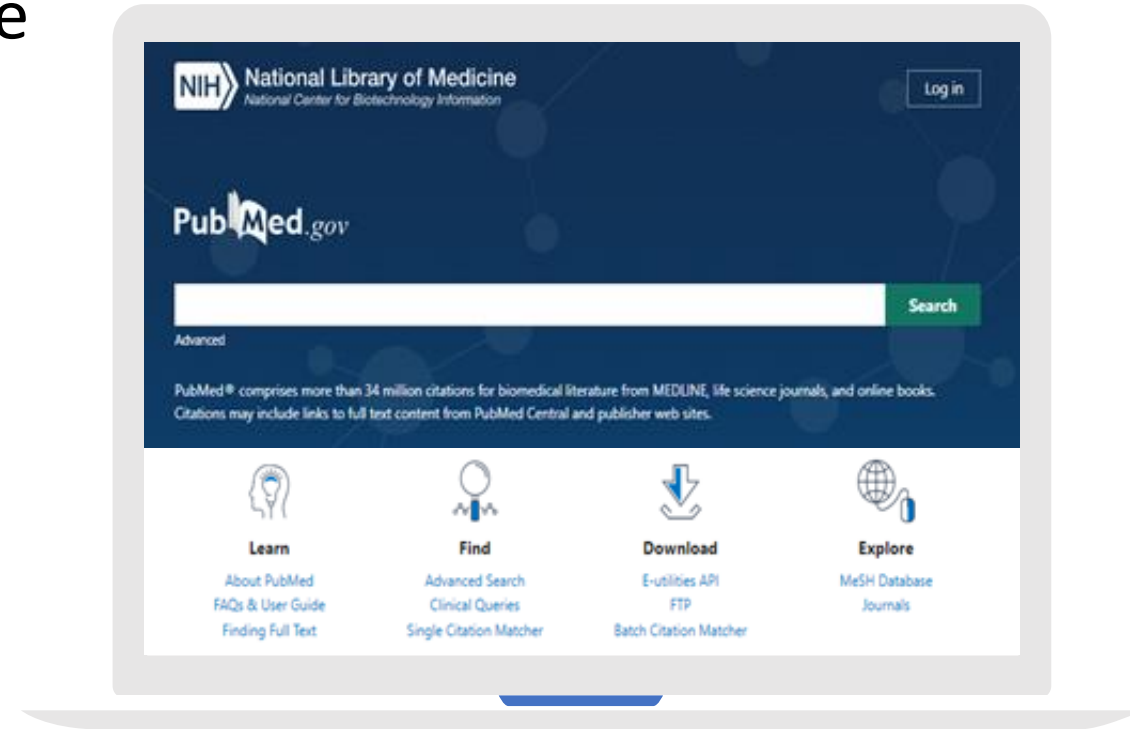 e
NIH National Library of Medicine
National Center for Biotechnology Information
Log in
PubMed.gov
Search
Advanced
PubMed® comprises more than 34 million citations for biomedical literature from MEDLINE, life science journals, and online books.
Citations may include links to full text content from PubMed Central and publisher web sites.
Learn
Find
Download
Explore
About PubMed
Advanced Search
E-utilities API
MeSH Database
FAQs & User Guide
Clinical Queries
FTP
Journals
Finding Full Text
Single Citation Matcher
Batch Citation Matcher